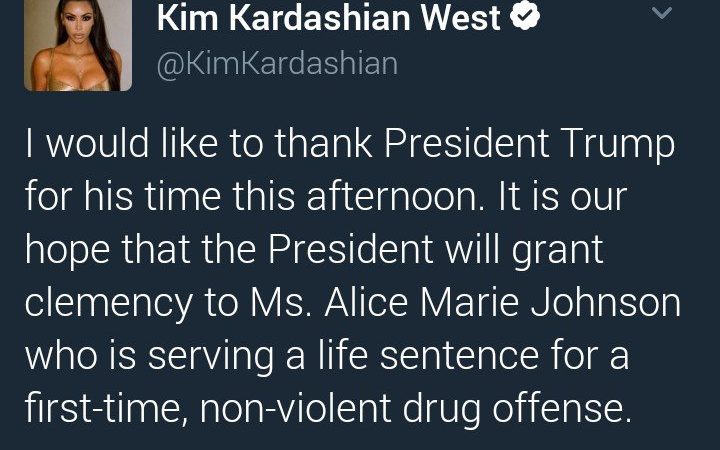 Kim Kardashian West
@KimKardashian
I would like to thank President Trump
for his time this afternoon. It is our
hope that the President will grant
clemency to Ms. Alice Marie Johnson
who is serving a life sentence for a
first-time, non-violent drug offense.